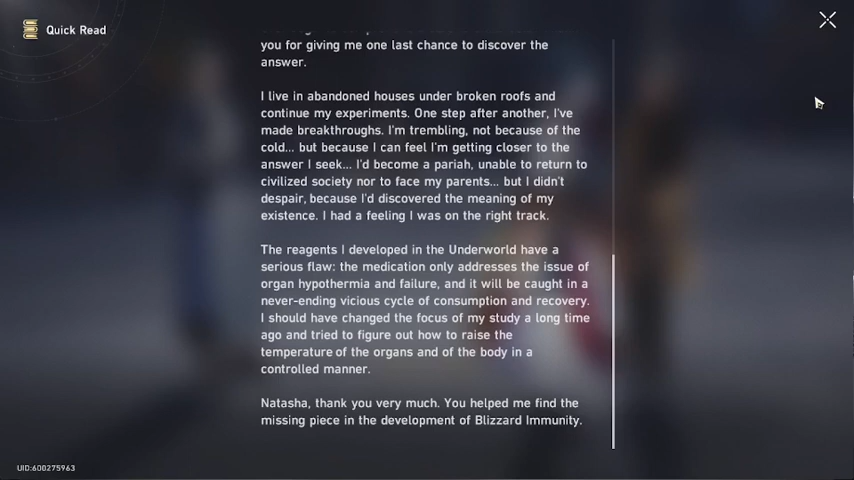 Quick Read
you for giving me one last chance to discover the
answer.
I live in abandoned houses under broken roofs and
continue my experiments. One step after another, I've
made breakthroughs. I'm trembling, not because of the
cold... but because I can feel I'm getting closer to the
answer I seek... I'd become a pariah, unable to return to
civilized society nor to face my parents... but I didn't
despair, because I'd discovered the meaning of my
existence. I had a feeling I was on the right track.
The reagents I developed in the Underworld have a
serious flaw: the medication only addresses the issue of
organ hypothermia and failure, and it will be caught in a
never-ending vicious cycle of consumption and recovery.
I should have changed the focus of my study a long time
ago and tried to figure out how to raise the
temperature of the organs and of the body in a
controlled manner.
Natasha, thank you very much. You helped me find the
missing piece in the development of Blizzard Immunity.
UID:600275963